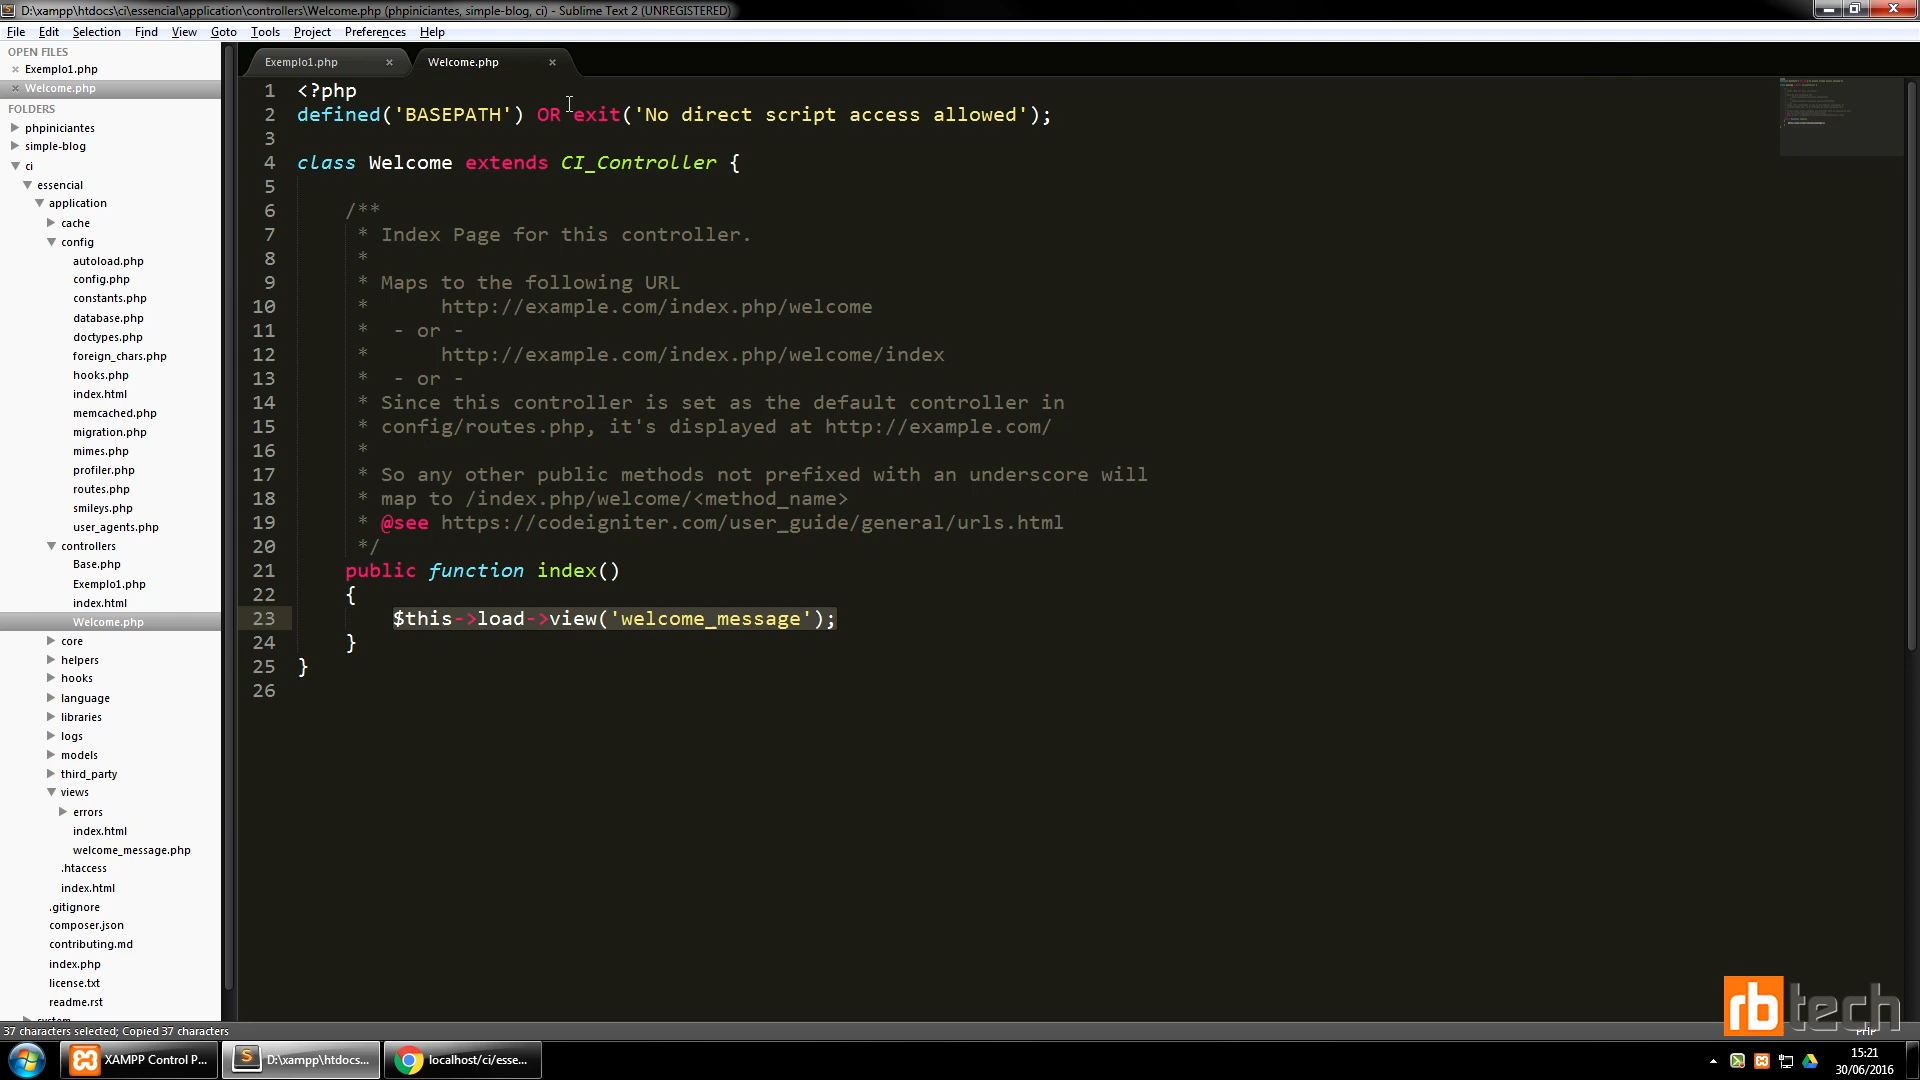 D:\xampp\htdocs\ci\essencial\application\controllers\Welcome.php (phpiniciantes, simple-blog, ci) - Sublime Text 2 (UNREGISTERED)
File Edit Selection Find View Goto Tools Project Preferences Help
OPEN FILES
Exemplo1.php
Welcome.php
FOLDERS
phpiniciantes
simple-blog
ci
essencial
application
cache
config
autoload.php
config.php
constants.php
database.php
doctypes.php
foreign_chars.php
hooks.php
index.html
memcached.php
migration.php
mimes.php
profiler.php
routes.php
smileys.php
user_agents.php
controllers
Base.php
Exemplo1.php
index.html
Welcome.php
core
helpers
hooks
language
libraries
logs
models
third_party
views
errors
index.html
welcome_message.php
.htaccess
index.html
.gitignore
composer.json
contributing.md
index.php
license.txt
readme.rst
system
Exemplo1.php Welcome.php
1 <?php
2 defined('BASEPATH') OR exit('No direct script access allowed');
3
4 class Welcome extends CI_Controller {
5
6 /**
7 * Index Page for this controller.
8 *
9 * Maps to the following URL
10 * http://example.com/index.php/welcome
11 * - or -
12 * http://example.com/index.php/welcome/index
13 * - or -
14 * Since this controller is set as the default controller in
15 * config/routes.php, it's displayed at http://example.com/
16 *
17 * So any other public methods not prefixed with an underscore will
18 * map to /index.php/welcome/<method_name>
19 * @see https://codeigniter.com/user_guide/general/urls.html
20 */
21 public function index()
22 {
23 $this->load->view('welcome_message');
24 }
25 }
26
rbtech
37 characters selected; Copied 37 characters
PHP
XAMPP Control P... D:\xampp\htdocs... localhost/ci/esse...
15:21
30/06/2016